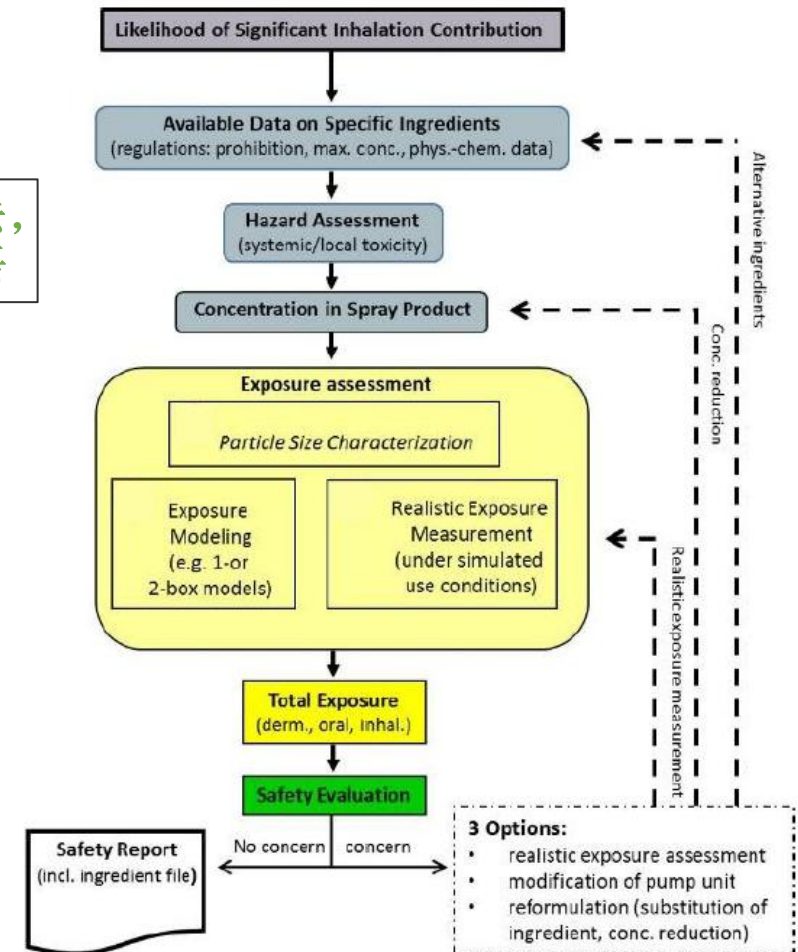 Likelihood of Significant Inhalation Contribution
Available Data on Specific Ingredients
(regulations: prohibition, max. conc., phys.-chem. data)
Hazard Assessment
(systemic/local toxicity)
Concentration in Spray Product
Exposure assessment
Particle Size Characterization
Exposure
Modeling
(e.g. 1-or
2-box models)
Realistic Exposure
Measurement
(under simulated
use conditions)
Total Exposure
(derm., oral, inhal.)
Safety Evaluation
No concern
concern
Safety Report
(incl. ingredient file)
3 Options:
• realistic exposure assessment
• modification of pump unit
• reformulation (substitution of
ingredient, conc. reduction)
Realistic exposure measurement
Conc. reduction
Alternative ingredients